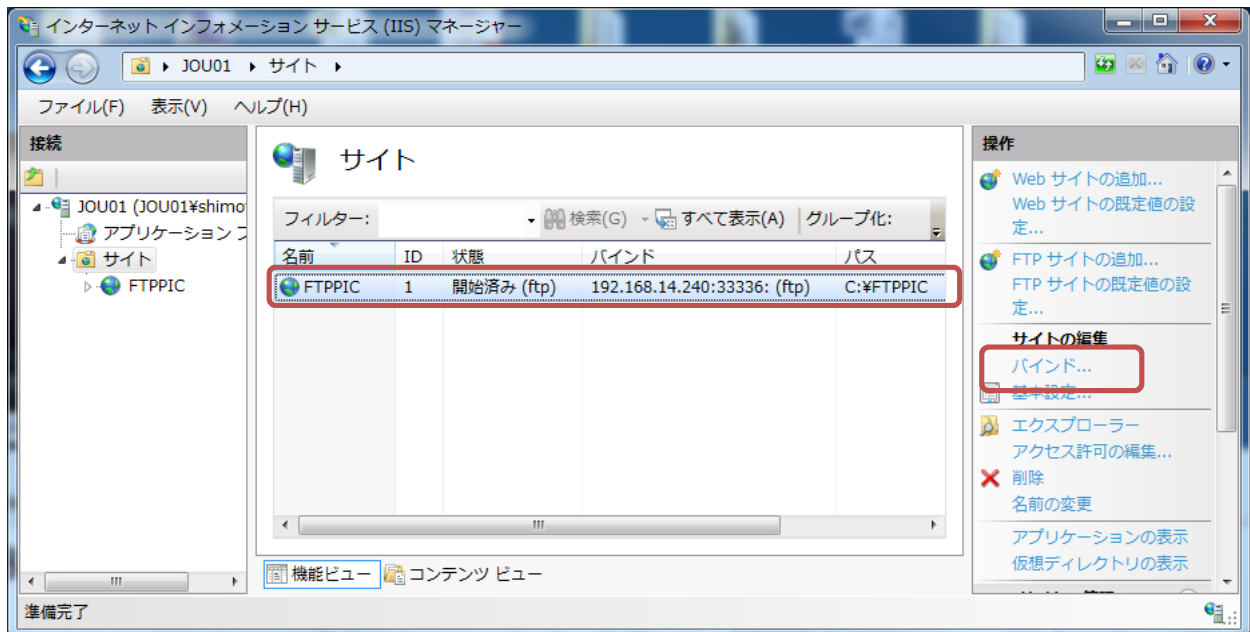 インターネット インフォメーション サービス (IIS) マネージャー
JOU01 サイト
ファイル(F) 表示(V) ヘルプ(H)
接続
JOU01 (JOU01¥shimo
アプリケーション フ
サイト
FTPPIC
サイト
フィルター: 検索(G) すべて表示(A) グループ化:
名前 ID 状態 バインド パス
FTPPIC 1 開始済み (ftp) 192.168.14.240:33336: (ftp) C:¥FTPPIC
機能ビュー コンテンツ ビュー
操作
Web サイトの追加...
Web サイトの既定値の設
定...
FTP サイトの追加...
FTP サイトの既定値の設
定...
サイトの編集
バインド...
基本設定...
エクスプローラー
アクセス許可の編集...
削除
名前の変更
アプリケーションの表示
仮想ディレクトリの表示
準備完了